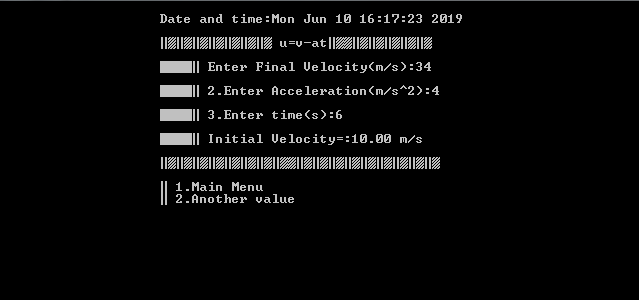 Date and time:Mon Jun 10 16:17:23 2019
u=v-at
Enter Final Velocity(m/s):34
2.Enter Acceleration(m/s^2):4
3.Enter time(s):6
Initial Velocity=:10.00 m/s
1.Main Menu
2.Another value